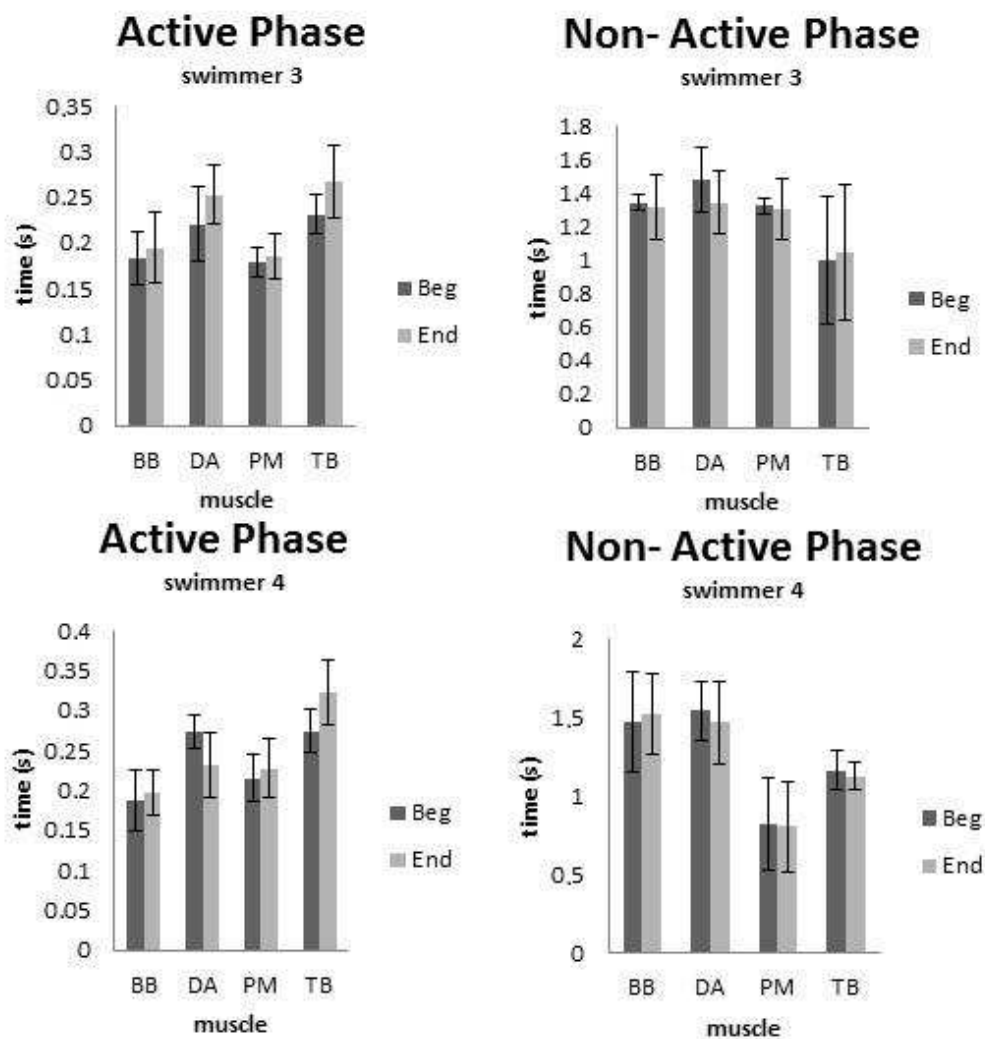 Active Phase
swimmer 3
0.35
0.3
0.25
0.2
0.15
0.1
0.05
0
time (s)
BB DA PM TB
muscle
Beg
End
Non- Active Phase
swimmer 3
1.8
1.6
1.4
1.2
1
0.8
0.6
0.4
0.2
0
time (s)
BB DA PM TB
muscle
Beg
End
Active Phase
swimmer 4
0.4
0.35
0.3
0.25
0.2
0.15
0.1
0.05
0
time (s)
BB DA PM TB
muscle
Beg
End
Non- Active Phase
swimmer 4
2
1.5
1
0.5
0
time (s)
BB DA PM TB
muscle
Beg
End